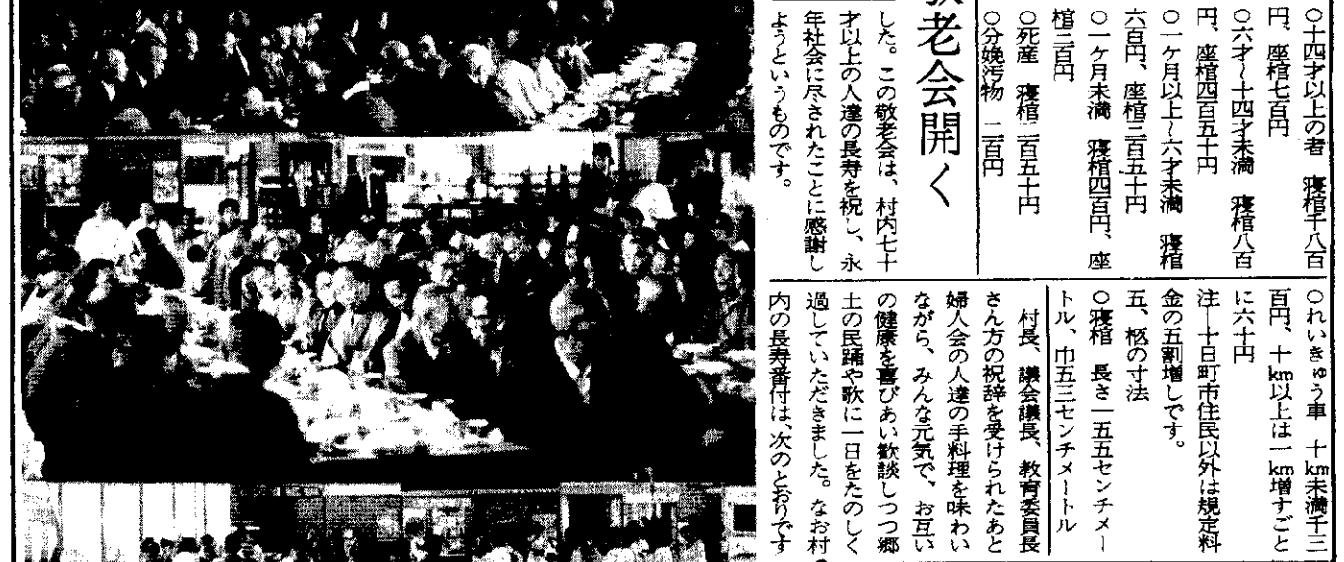 ○十四才以上の者　寝棺千八百
円、座棺七百円
○六才〜十四才未満　寝棺八百
円、座棺四百五十円
○一ヶ月以上〜六才未満　寝棺
六百円、座棺三百五十円
○一ヶ月未満　寝棺四百円、座
棺三百円
○死産　寝棺二百五十円
○分娩汚物　二百円
老会開く
した。この敬老会は、村内七十
才以上の人達の長寿を祝し、永
年社会に尽されたことに感謝し
ようというものです。
○れいきゅう車　十km未満千三
百円、十km以上は一km増すごと
に六十円
注―十日町市住民以外は規定料
金の五割増しです。
五、柩の寸法
○寝棺　長さ一五五センチメー
トル、巾五三センチメートル
村長、議会議長、教育委員長
さん方の祝辞を受けられたあと
婦人会の人達の手料理を味わい
ながら、みんな元気で、お互い
の健康を喜びあい歓談しつつ郷
土の民踊や歌に一日をたのしく
過していただきました。なお村
内の長寿番付は、次のとおりです